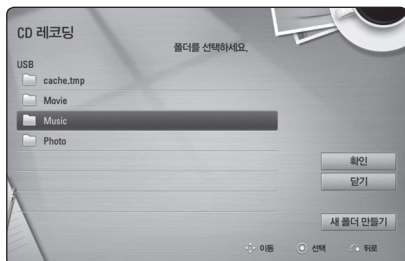 CD 레코딩
폴더를 선택하세요.
USB
cache.tmp
Movie
Music
Photo
확인
닫기
새 폴더 만들기
이동 선택 뒤로